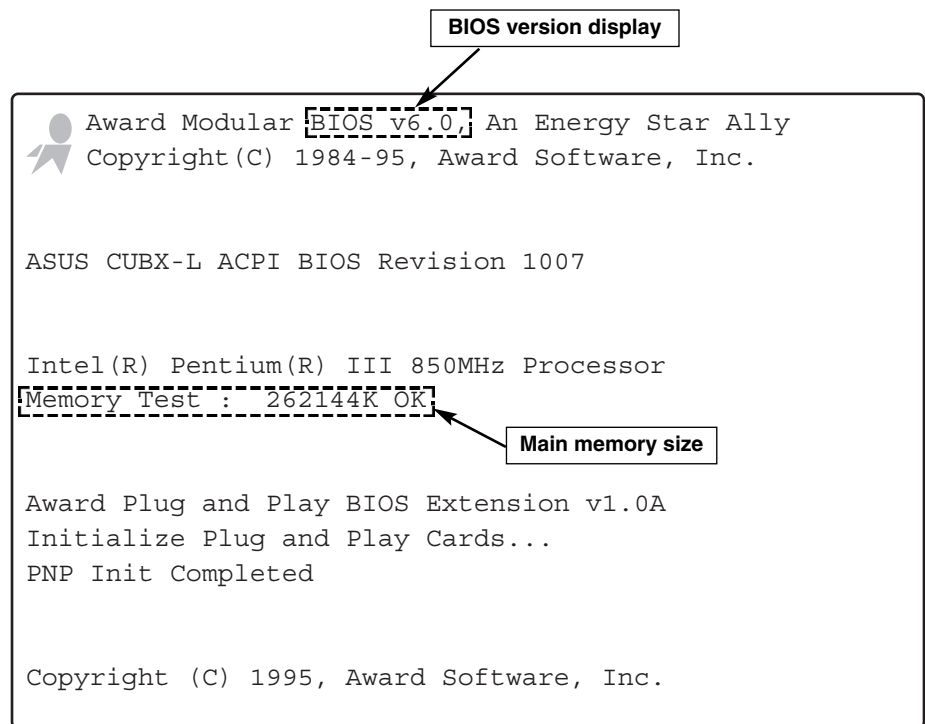 BIOS version display
Award Modular BIOS v6.0, An Energy Star Ally
Copyright(C) 1984-95, Award Software, Inc.
ASUS CUBX-L ACPI BIOS Revision 1007
Intel(R) Pentium(R) III 850MHz Processor
Memory Test :  262144K OK
Main memory size
Award Plug and Play BIOS Extension v1.0A
Initialize Plug and Play Cards...
PNP Init Completed
Copyright (C) 1995, Award Software, Inc.